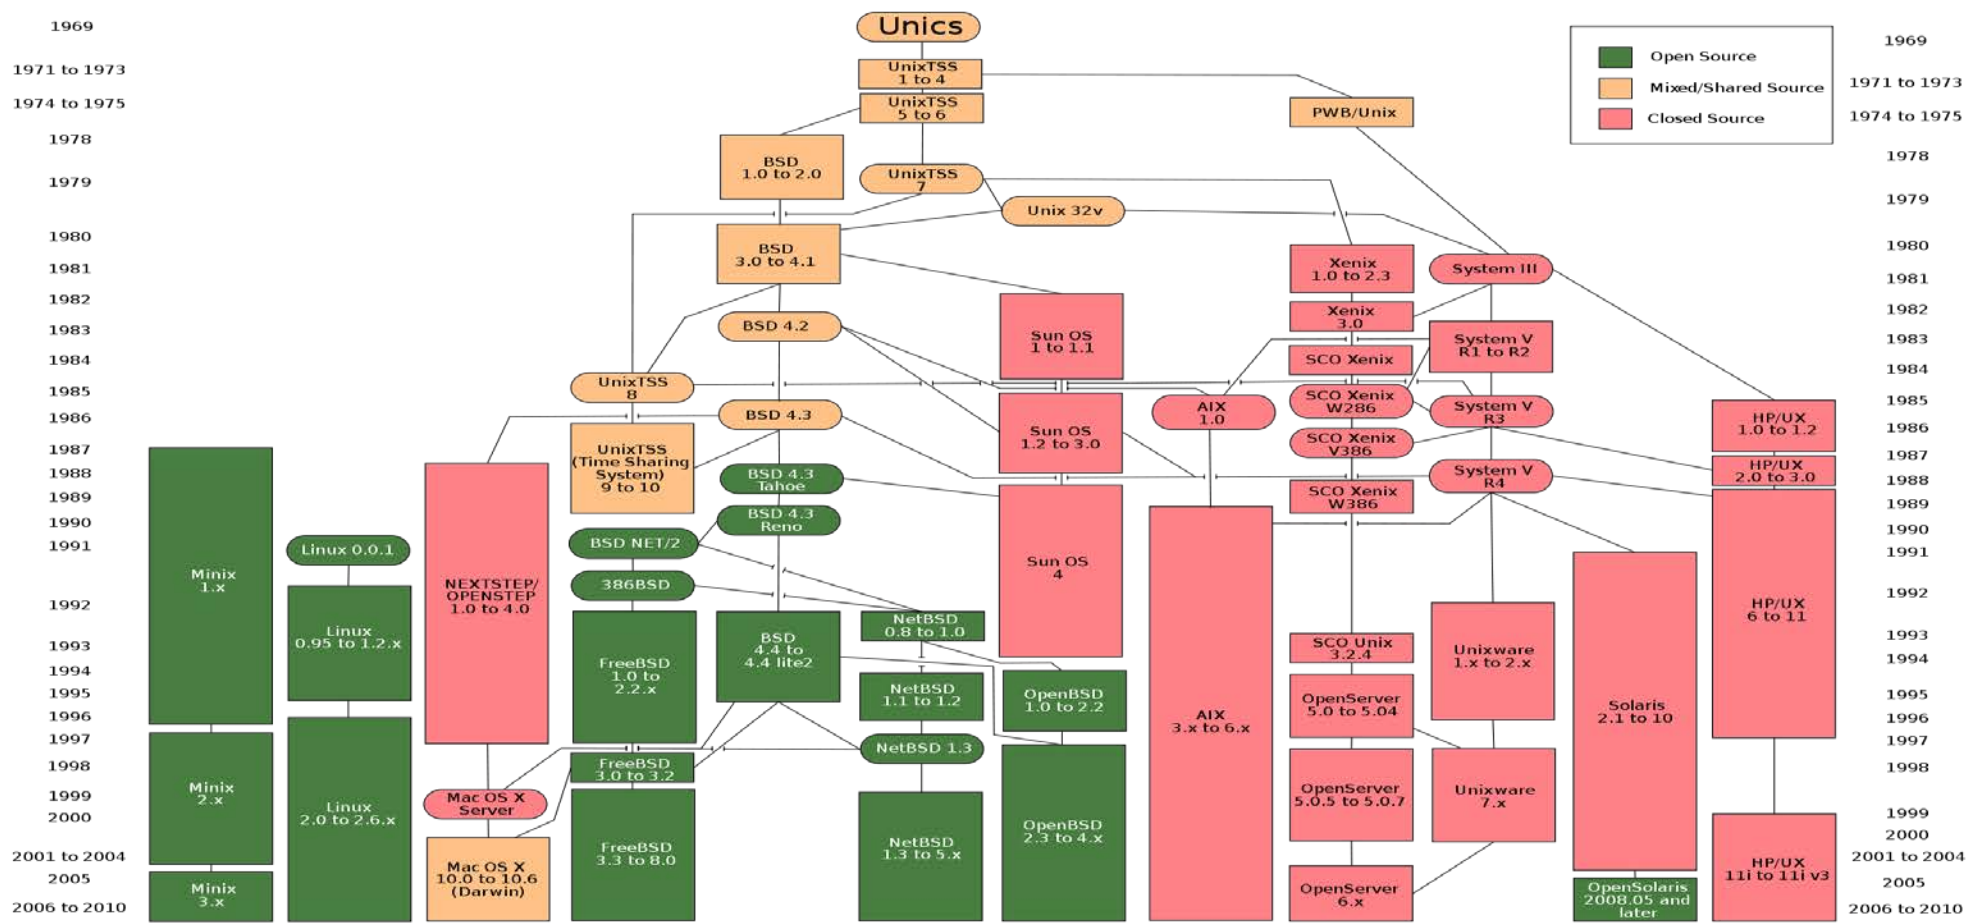 Unics
UnixTSS
1 to 4
UnixTSS
5 to 6
PWB/Unix
BSD
1.0 to 2.0
UnixTSS
7
Unix 32v
BSD
3.0 to 4.1
Xenix
1.0 to 2.3
System III
Xenix
3.0
BSD 4.2
Sun OS
1 to 1.1
System V
R1 to R2
SCO Xenix
UnixTSS
8
SCO Xenix
W286
AIX
1.0
System V
R3
BSD 4.3
HP/UX
1.0 to 1.2
Sun OS
1.2 to 3.0
SCO Xenix
V386
UnixTSS
(Time Sharing
System)
9 to 10
BSD 4.3
Tahoe
System V
R4
HP/UX
2.0 to 3.0
SCO Xenix
W386
BSD 4.3
Reno
BSD NET/2
Linux 0.0.1
Minix
1.x
NEXTSTEP/
OPENSTEP
1.0 to 4.0
386BSD
Sun OS
4
HP/UX
6 to 11
Linux
0.95 to 1.2.x
NetBSD
0.8 to 1.0
BSD
4.4 to
4.4 lite2
SCO Unix
3.2.4
Unixware
1.x to 2.x
FreeBSD
1.0 to
2.2.x
NetBSD
1.1 to 1.2
OpenBSD
1.0 to 2.2
OpenServer
5.0 to 5.04
AIX
3.x to 6.x
Solaris
2.1 to 10
NetBSD 1.3
FreeBSD
3.0 to 3.2
Minix
2.x
Mac OS X
Server
Linux
2.0 to 2.6.x
OpenServer
5.0.5 to 5.0.7
Unixware
7.x
OpenBSD
2.3 to 4.x
FreeBSD
3.3 to 8.0
NetBSD
1.3 to 5.x
Mac OS X
10.0 to 10.6
(Darwin)
HP/UX
11i to 11i v3
Minix
3.x
OpenServer
6.x
OpenSolaris
2008.05 and
later
Open Source
Mixed/Shared Source
Closed Source
1969
1971 to 1973
1974 to 1975
1978
1979
1980
1981
1982
1983
1984
1985
1986
1987
1988
1989
1990
1991
1992
1993
1994
1995
1996
1997
1998
1999
2000
2001 to 2004
2005
2006 to 2010
1969
1971 to 1973
1974 to 1975
1978
1979
1980
1981
1982
1983
1984
1985
1986
1987
1988
1989
1990
1991
1992
1993
1994
1995
1996
1997
1998
1999
2000
2001 to 2004
2005
2006 to 2010